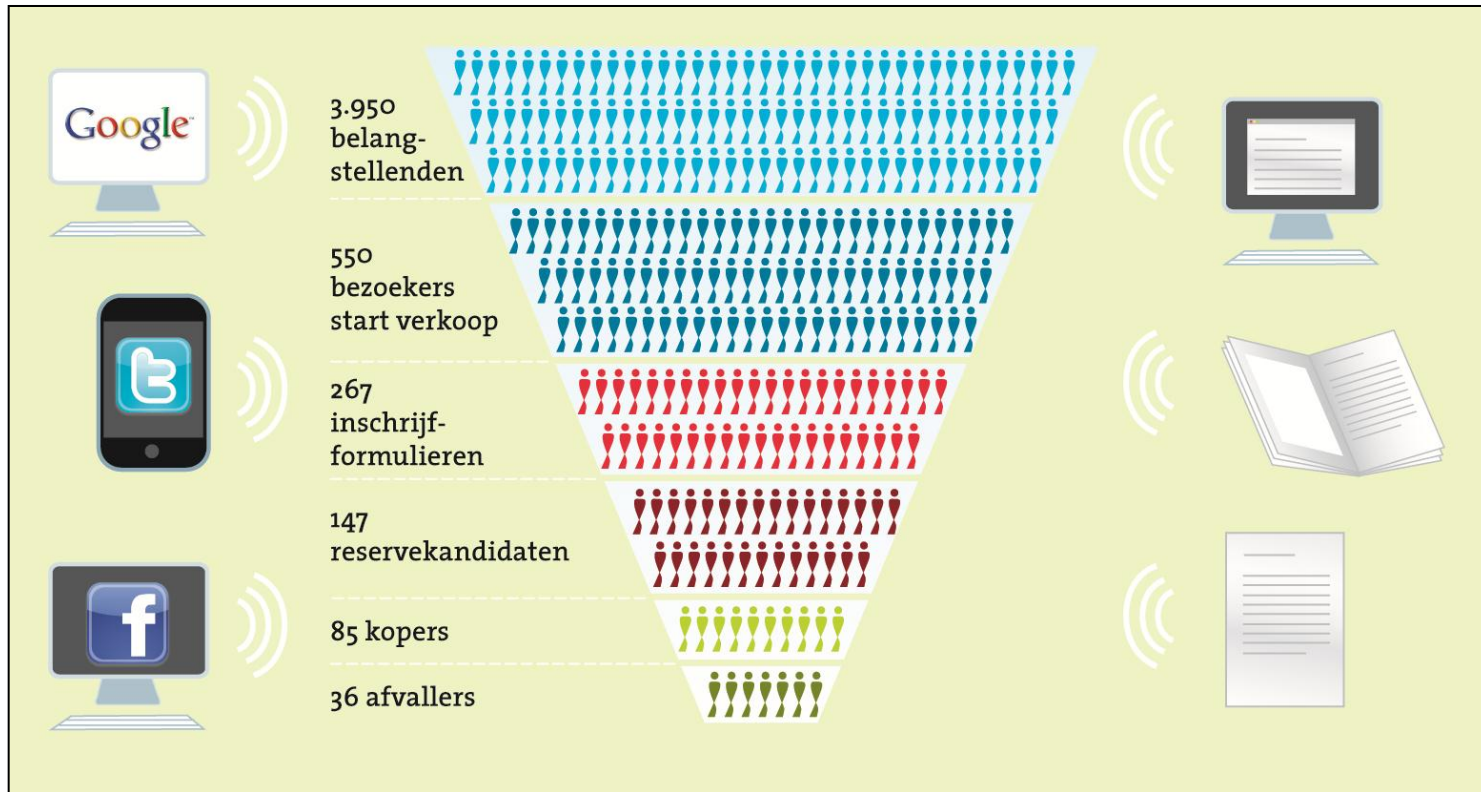 Google
3.950
belang-
stellenden
550
bezoekers
start verkoop
267
inschrijf-
formulieren
147
reservekandidaten
85 kopers
36 afvallers